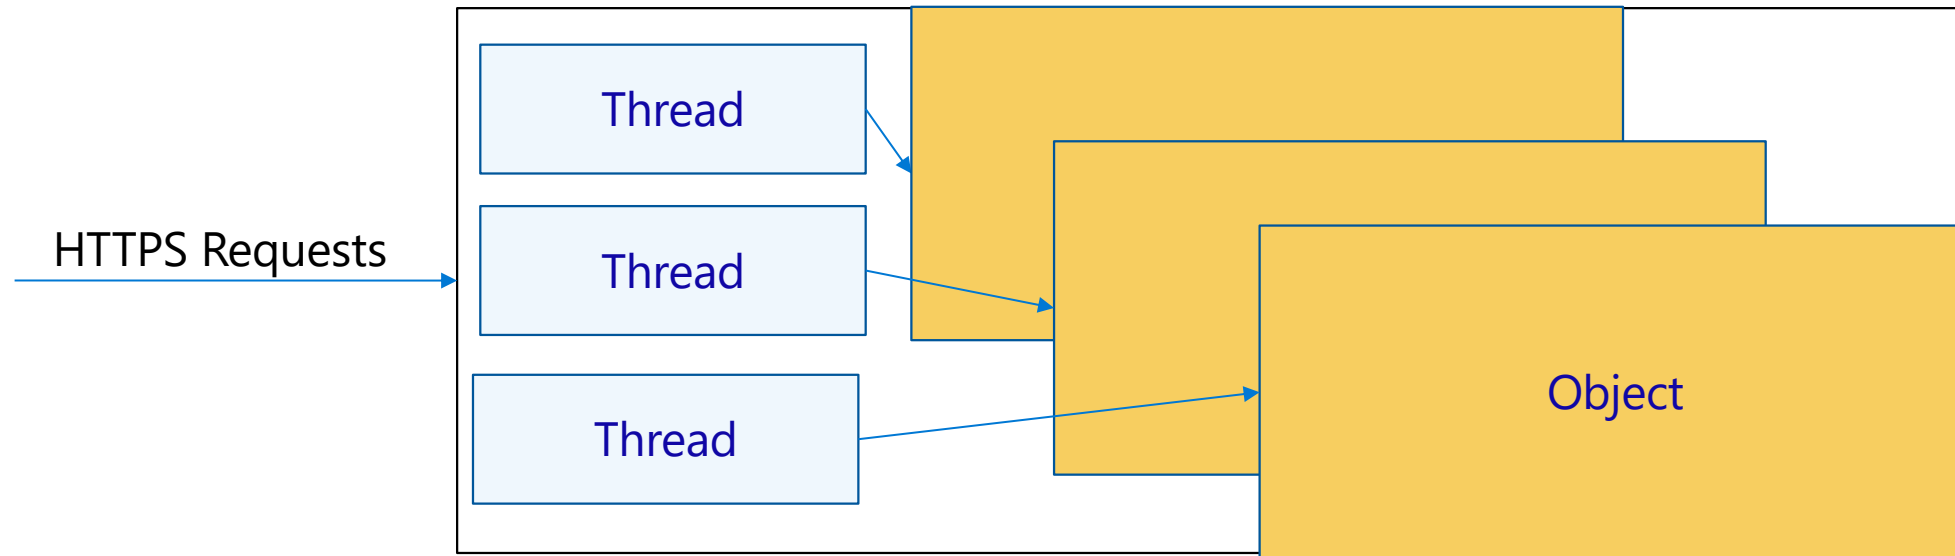 Thread
HTTPS Requests
Thread
Object
Thread